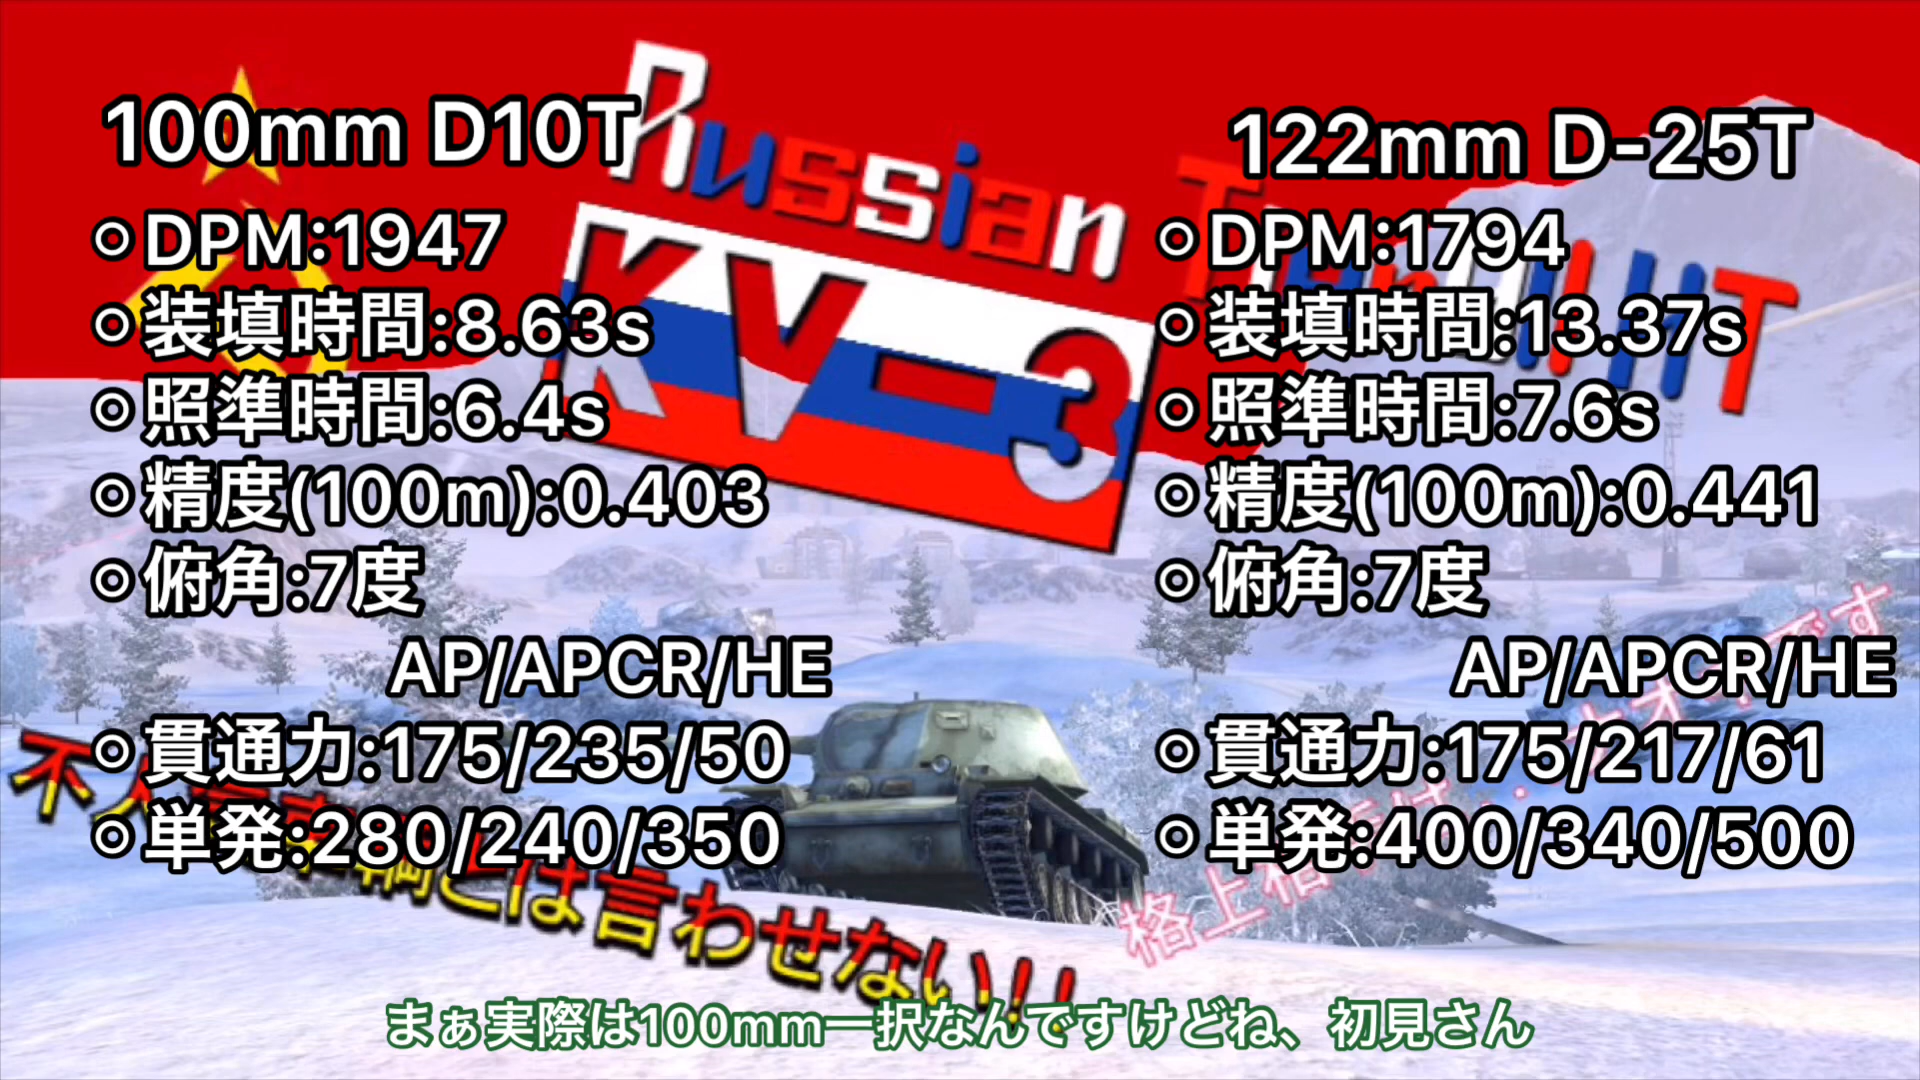 Russian
KV-3
100mm D10T
◎DPM:1947
◎装填時間:8.63s
◎照準時間:6.4s
◎精度(100m):0.403
◎俯角:7度
AP/APCR/HE
◎貫通力:175/235/50
◎単発:280/240/350
122mm D-25T
◎DPM:1794
◎装填時間:13.37s
◎照準時間:7.6s
◎精度(100m):0.441
◎俯角:7度
AP/APCR/HE
◎貫通力:175/217/61
◎単発:400/340/500
とは言わせない!!
格上
まぁ実際は100mm一択なんですけどね、初見さん